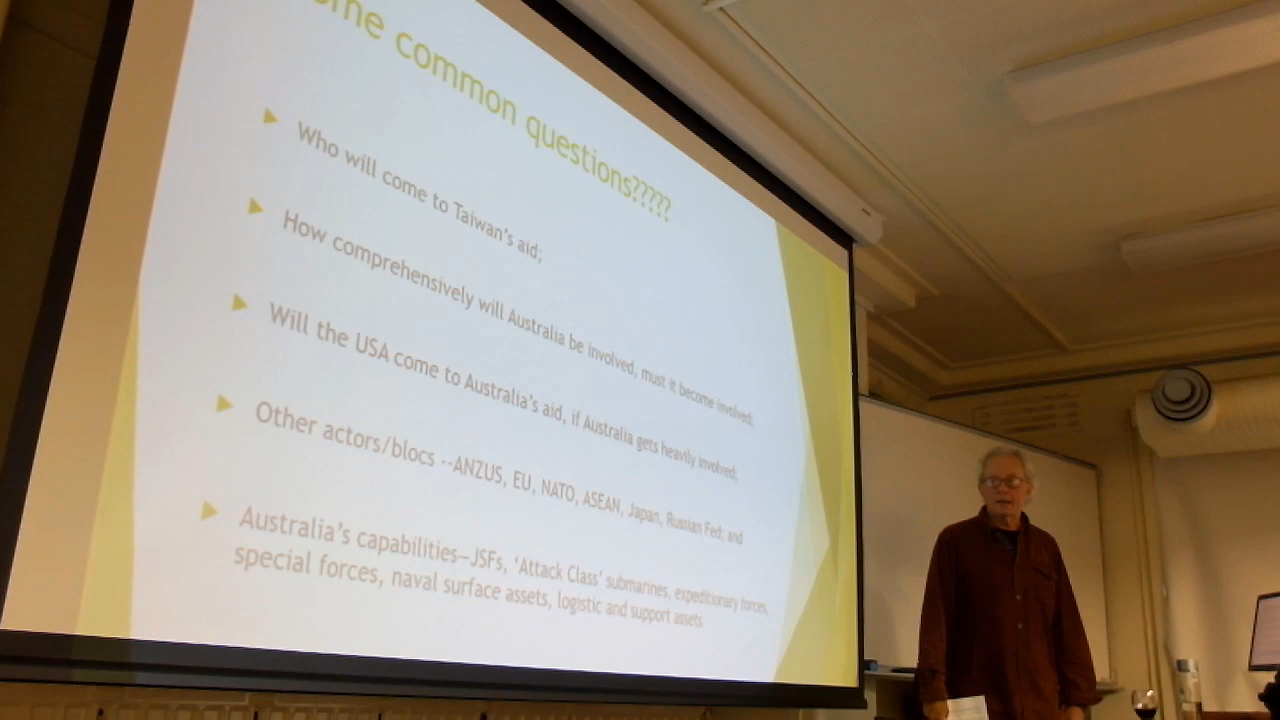 ome common questions?????
Who will come to Taiwan's aid;
How comprehensively will Australia be involved, must it become involved;
Will the USA come to Australia's aid, if Australia gets heavily involved;
Other actors/blocs --ANZUS, EU, NATO, ASEAN, Japan, Russian Fed; and
Australia's capabilities—JSFs, 'Attack Class' submarines, expeditionary forces,
special forces, naval surface assets, logistic and support assets